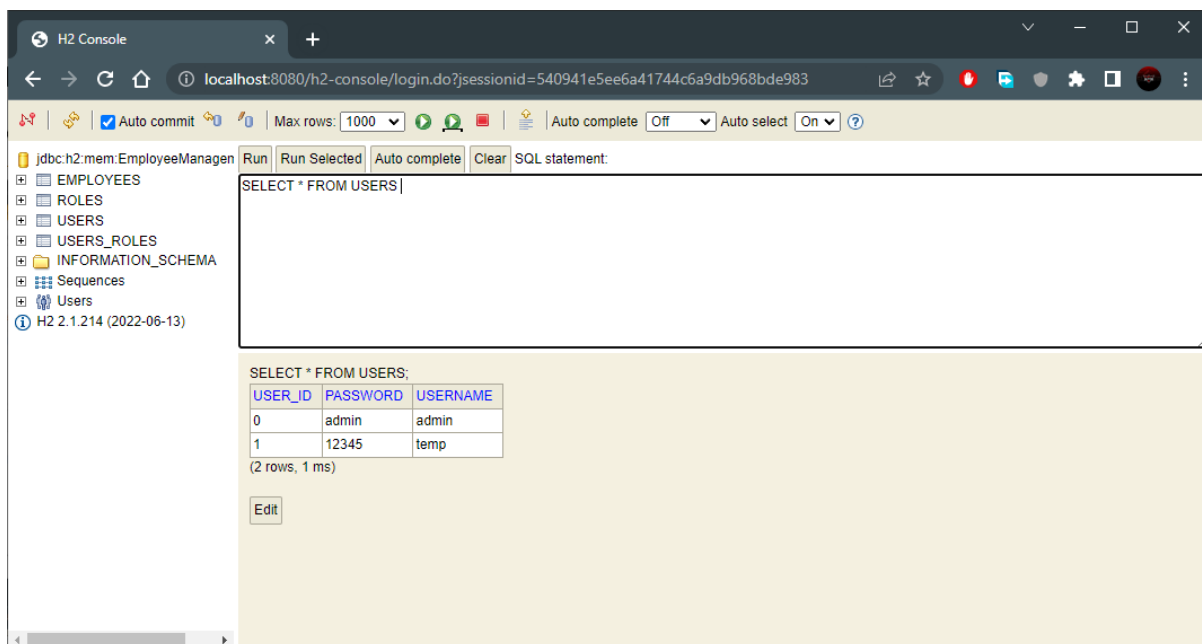 H2 Console
localhost:8080/h2-console/login.do?jsessionid=540941e5ee6a41744c6a9db968bde983
Auto commit Max rows: 1000 Auto complete Off Auto select On
jdbc:h2:mem:EmployeeManagen
EMPLOYEES
ROLES
USERS
USERS_ROLES
INFORMATION_SCHEMA
Sequences
Users
H2 2.1.214 (2022-06-13)
Run Run Selected Auto complete Clear SQL statement:
SELECT * FROM USERS
SELECT * FROM USERS;
USER_ID PASSWORD USERNAME
0 admin admin
1 12345 temp
(2 rows, 1 ms)
Edit